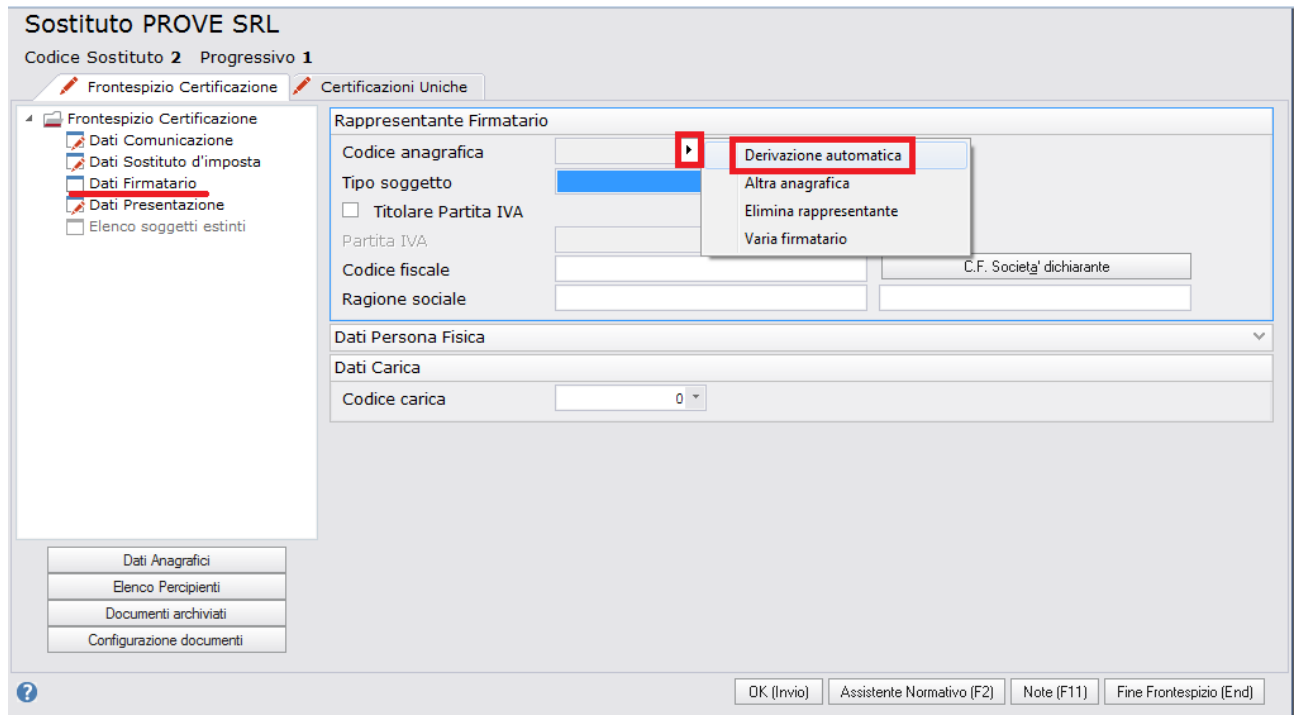 Sostituto PROVE SRL
Codice Sostituto 2 Progressivo 1
Frontespizio Certificazione
Certificazioni Uniche
Frontespizio Certificazione
Dati Comunicazione
Dati Sostituto d'imposta
Dati Firmatario
Dati Presentazione
Elenco soggetti estinti
Dati Anagrafici
Elenco Percipienti
Documenti archiviati
Configurazione documenti
Rappresentante Firmatario
Codice anagrafica
Tipo soggetto
Titolare Partita IVA
Partita IVA
Codice fiscale
C.F. Societa' dichiarante
Ragione sociale
Derivazione automatica
Altra anagrafica
Elimina rappresentante
Varia firmatario
Dati Persona Fisica
Dati Carica
Codice carica 0
OK (Invio)
Assistente Normativo (F2)
Note (F11)
Fine Frontespizio (End)